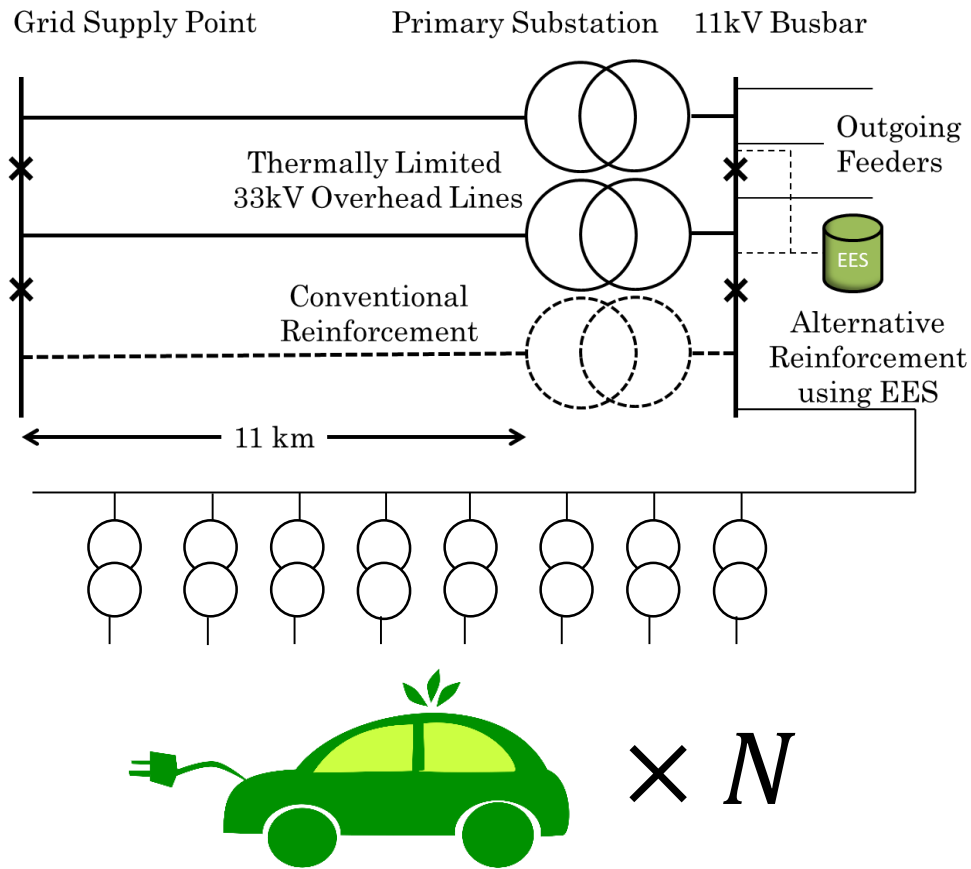 Grid Supply Point
Primary Substation
11kV Busbar
Outgoing
Feeders
Thermally Limited
33kV Overhead Lines
EES
Conventional
Reinforcement
Alternative
Reinforcement
using EES
11 km
× N